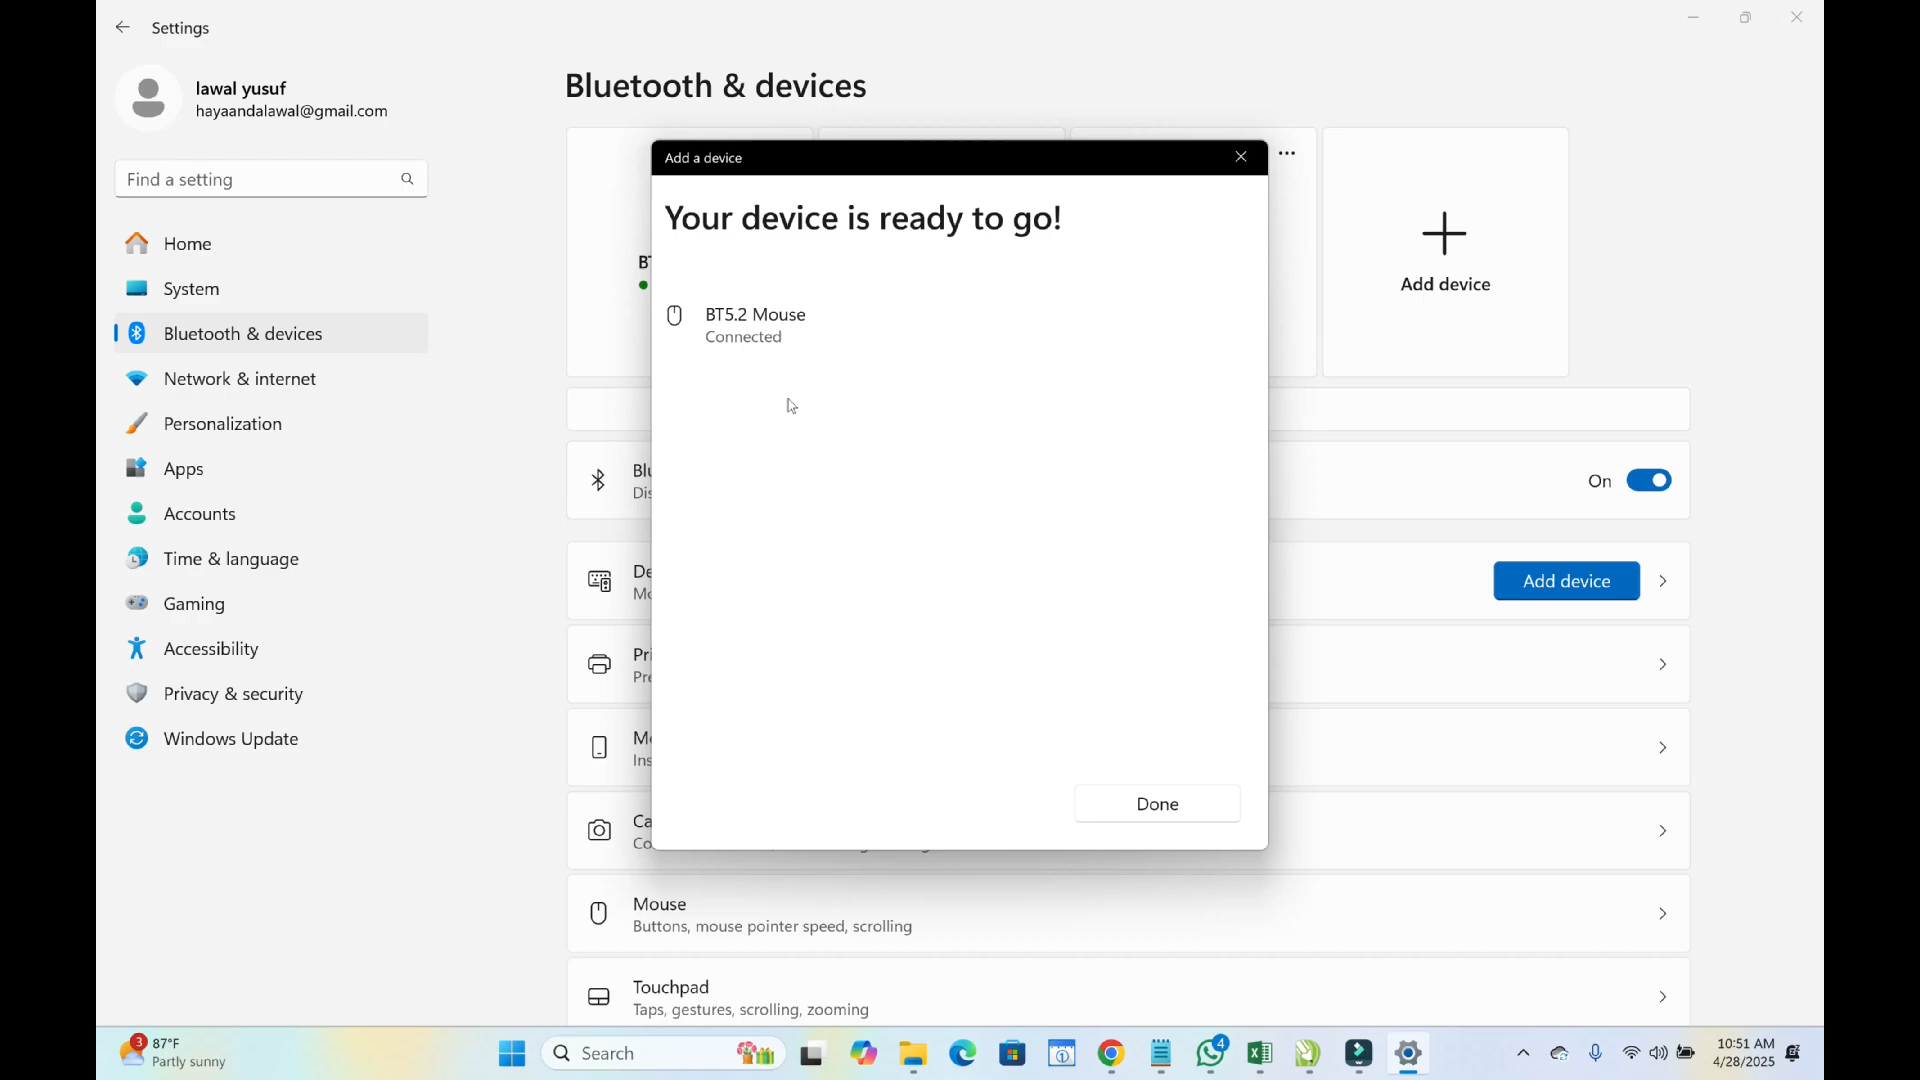 Settings
lawal yusuf
hayaandalawal@gmail.com
Find a setting
Home
System
Bluetooth & devices
Network & internet
Personalization
Apps
Accounts
Time & language
Gaming
Accessibility
Privacy & security
Windows Update
Bluetooth & devices
Add device
Add a device
Your device is ready to go!
BT5.2 Mouse
Connected
Done
On
Add device
Mouse
Buttons, mouse pointer speed, scrolling
Touchpad
Taps, gestures, scrolling, zooming
3
87°F
Partly sunny
Search
4
10:51 AM
4/28/2025